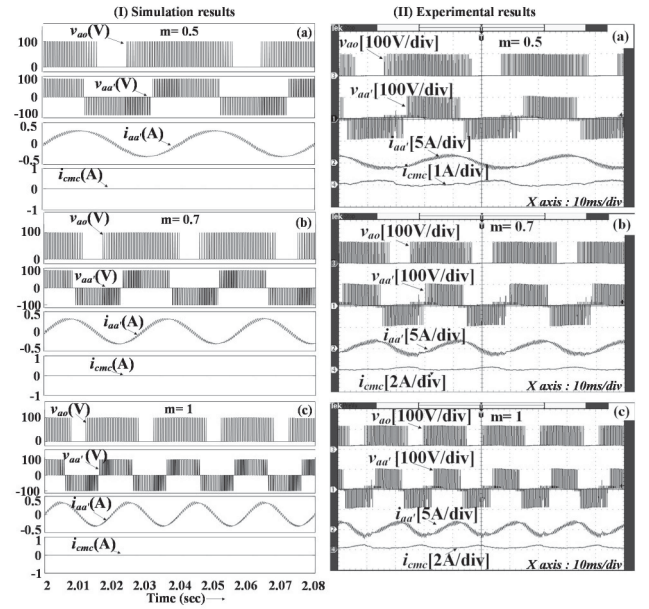 (I) Simulation results
vao(V)
m= 0.5
(a)
100
0
vaa'(V)
100
0
-100
iaa'(A)
0.5
0
-0.5
icmc(A)
1
0
-1
vao(V)
m= 0.7
(b)
100
0
vaa'(V)
100
0
-100
iaa'(A)
0.5
0
-0.5
icmc(A)
1
0
-1
vao(V)
m= 1
(c)
100
0
vaa'(V)
100
0
-100
iaa'(A)
0.5
0
-0.5
icmc(A)
1
0
-1
2 2.01 2.02 2.03 2.04 2.05 2.06 2.07 2.08
Time (sec)
(II) Experimental results
vao[100V/div]
m= 0.5
(a)
vaa'[100V/div]
iaa'[5A/div]
icmc[1A/div]
X axis : 10ms/div
vao[100V/div]
m= 0.7
(b)
vaa'[100V/div]
iaa'[5A/div]
icmc[2A/div]
X axis : 10ms/div
vao[100V/div]
m= 1
(c)
vaa'[100V/div]
iaa'[5A/div]
icmc[2A/div]
X axis : 10ms/div